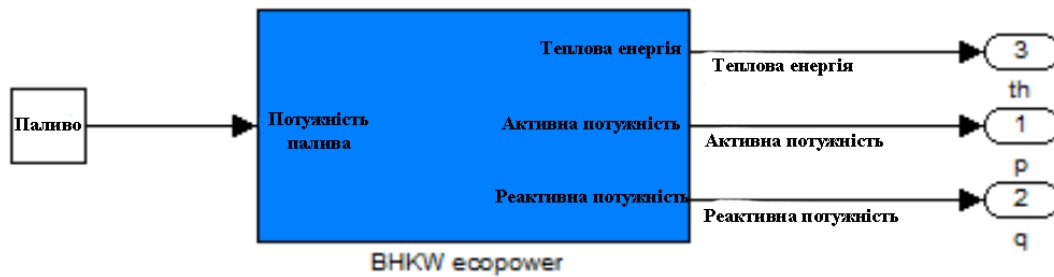 Паливо
Потужність
палива
Теплова енергія
Активна потужність
Реактивна потужність
Теплова енергія
Активна потужність
Реактивна потужність
3
th
1
p
2
q
BHKW ecopower